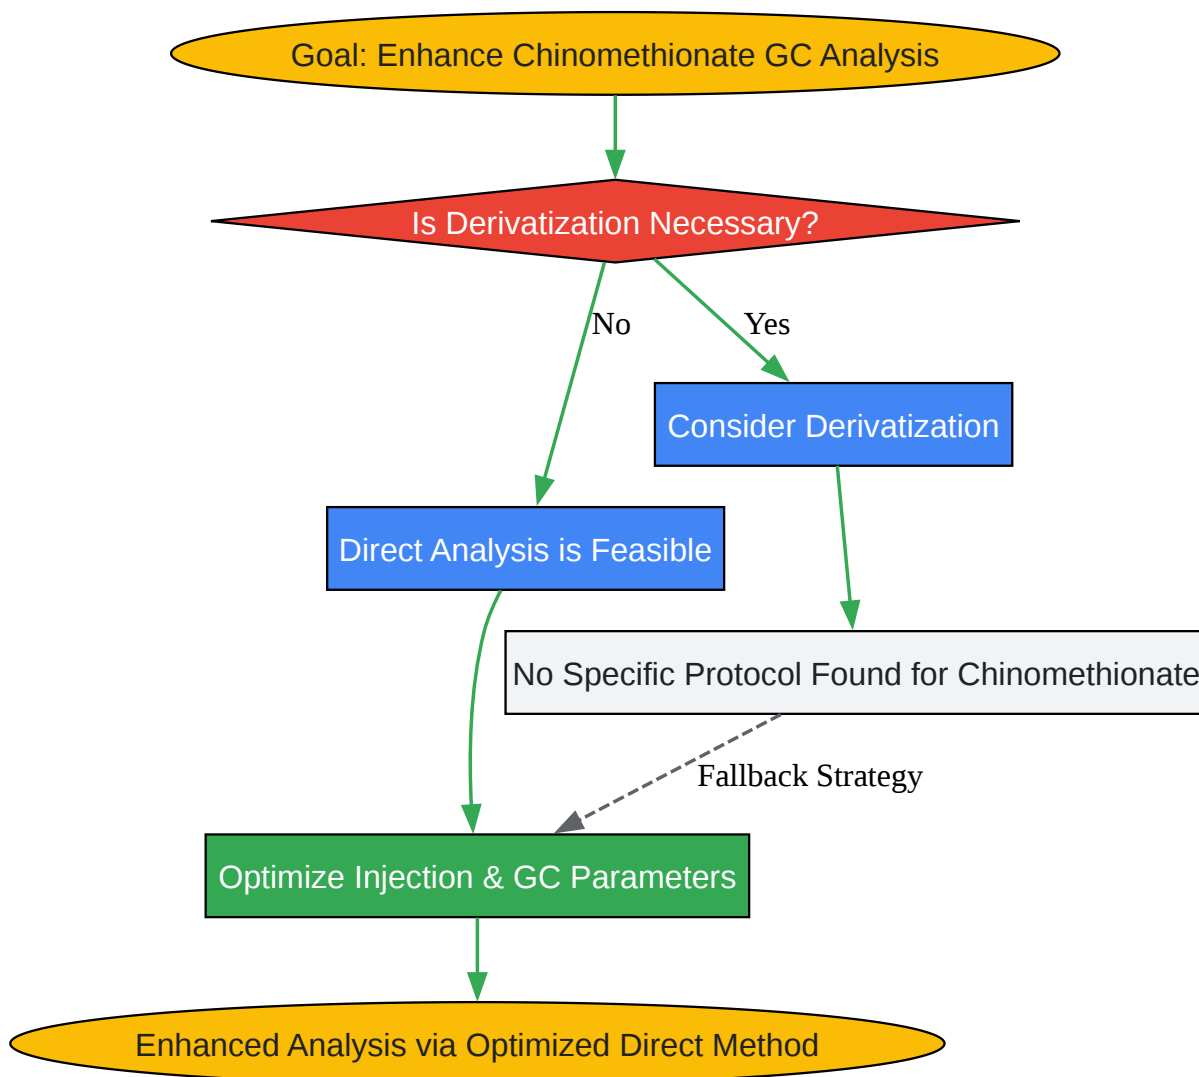 Goal: Enhance Chinomethionate GC Analysis
Is Derivatization Necessary?
No
Yes
Consider Derivatization
Direct Analysis is Feasible
No Specific Protocol Found for Chinomethionate
Fallback Strategy
Optimize Injection & GC Parameters
Enhanced Analysis via Optimized Direct Method